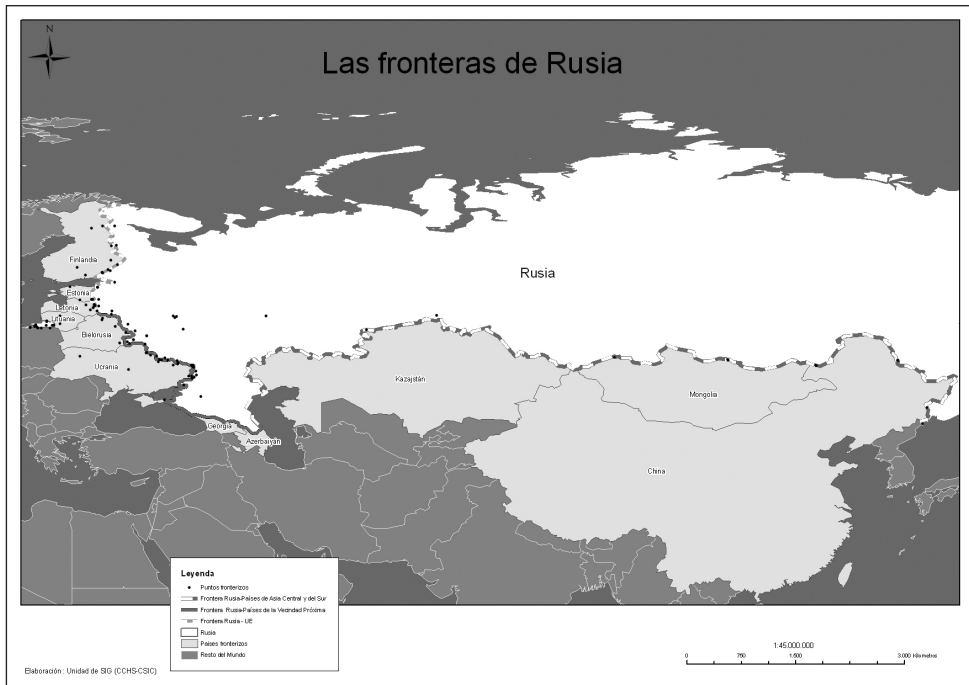 N
Las fronteras de Rusia
Rusia
Finlandia
Estonia
Letonia
Lituania
Bielorusia
Ucrania
Kazajstán
Mongolia
Georgia
Azerbaiyán
China
Leyenda
Puntos fronterizos
Frontera Rusia-Países de Asia Central y del Sur
Frontera Rusia-Países de la Vecindad Próxima
Frontera Rusia - UE
Rusia
Países fronterizos
Resto del Mundo
Elaboración : Unidad de SIG (CCHS-CSIC)
1:45.000.000
0 750 1.500 3.000 Kilómetros